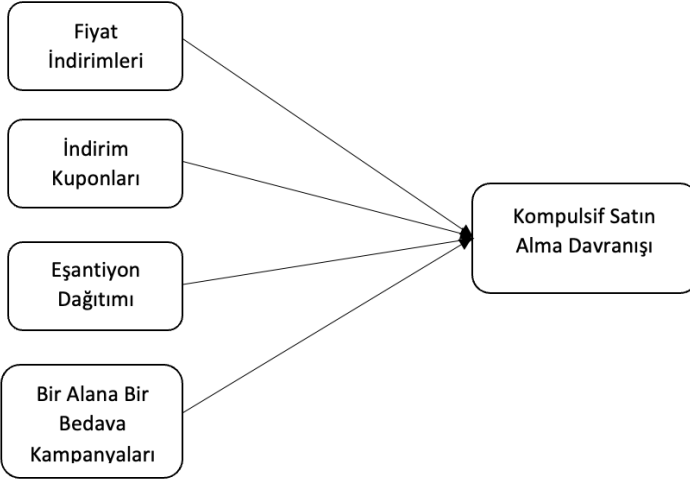 Fiyat
İndirimleri
İndirim
Kuponları
Eşantiyon
Dağıtımı
Bir Alana Bir
Bedava
Kampanyaları
Kompulsif Satın
Alma Davranışı